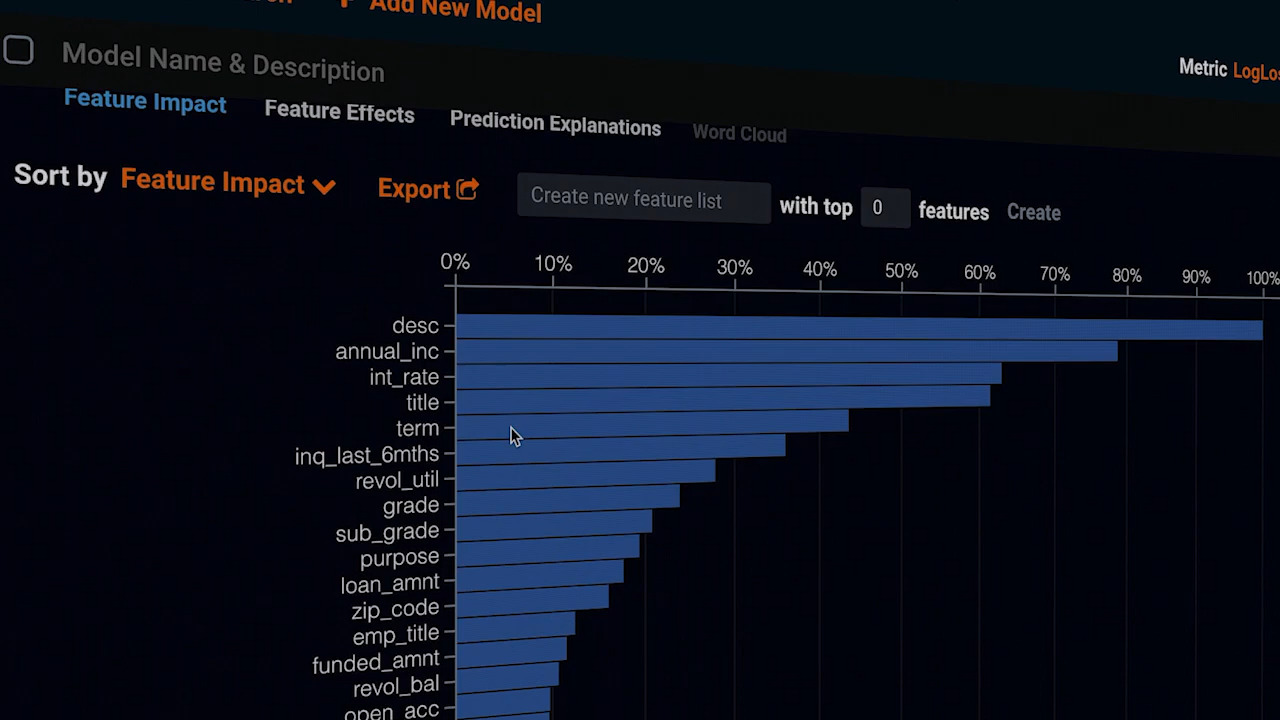 Add New Model
Model Name & Description
Metric
Feature Impact Feature Effects Prediction Explanations Word Cloud
Sort by Feature Impact Export Create new feature list with top 0 features Create
0% 10% 20% 30% 40% 50% 60% 70% 80% 90% 100%
desc
annual_inc
int_rate
title
term
inq_last_6mths
revol_util
grade
sub_grade
purpose
loan_amnt
zip_code
emp_title
funded_amnt
revol_bal
open_acc